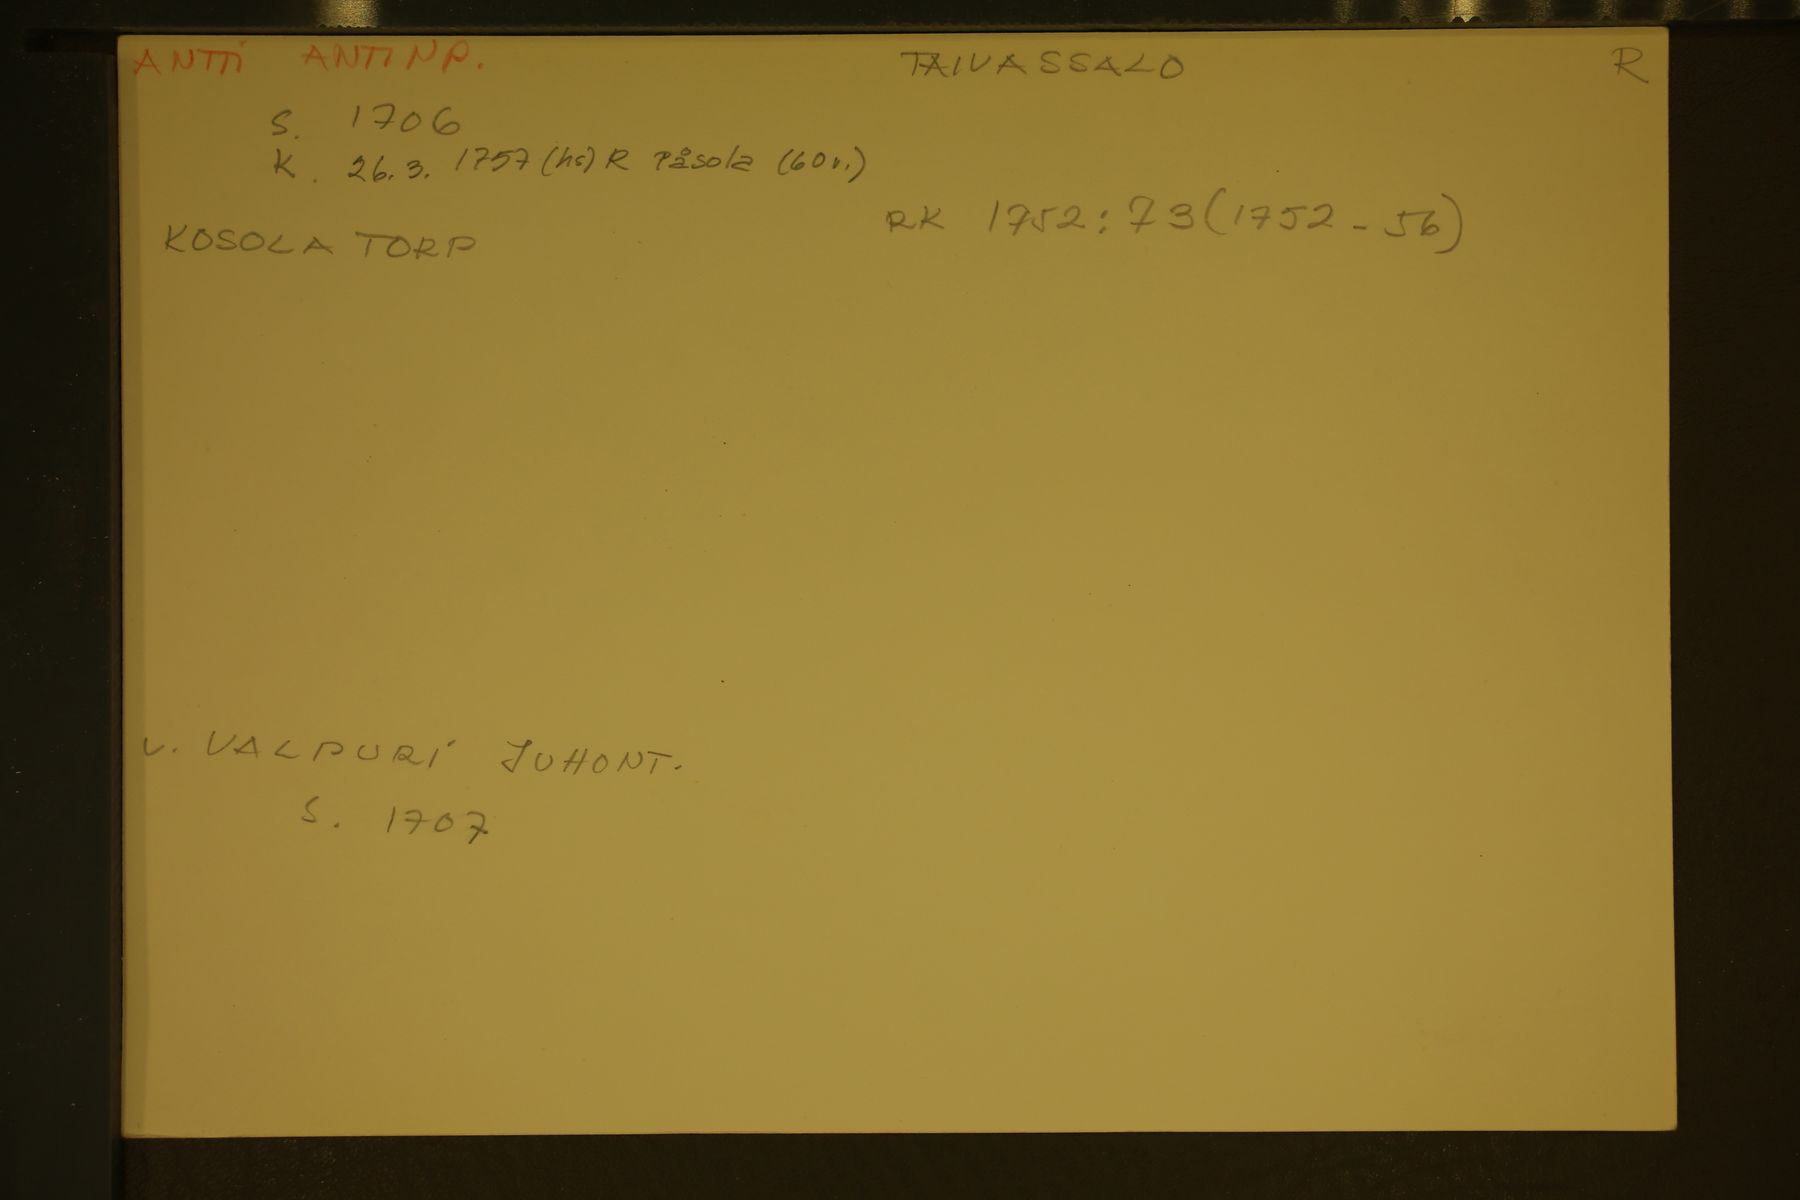 ANTTI ANTINP. TAIVASSALO R
S. 1706
K. 26.3. 1757 (hs) R Påsola (60v.)
RK 1752:73(1752-56)
KOSOLA TORP
v. VALPURI JUHONT.
S. 1707